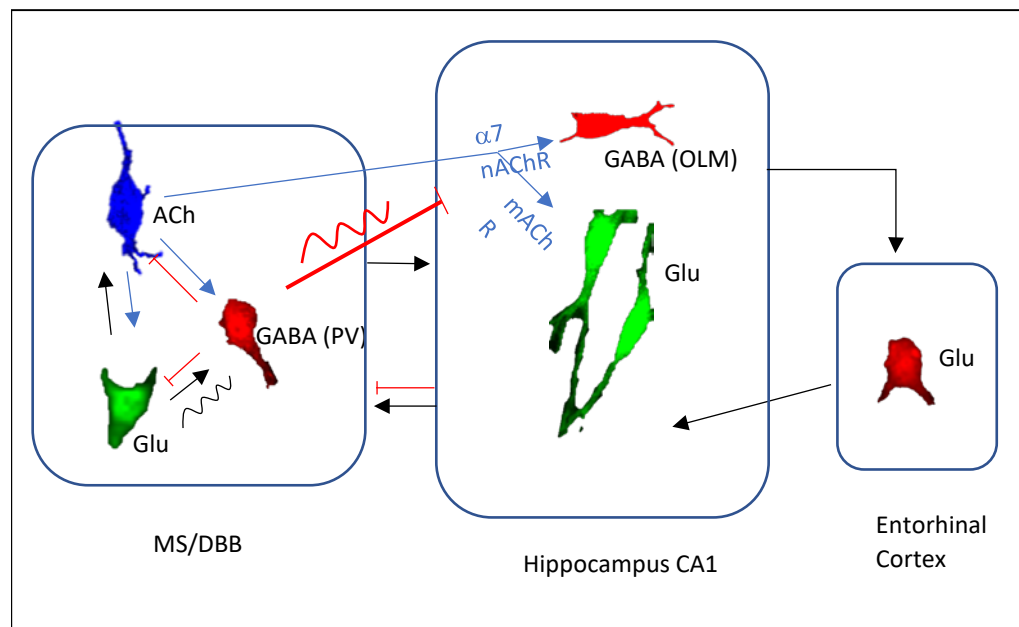 ACh
GABA (PV)
Glu
MS/DBB
α7
nAChR
mACh
R
GABA (OLM)
Glu
Hippocampus CA1
Glu
Entorhinal
Cortex